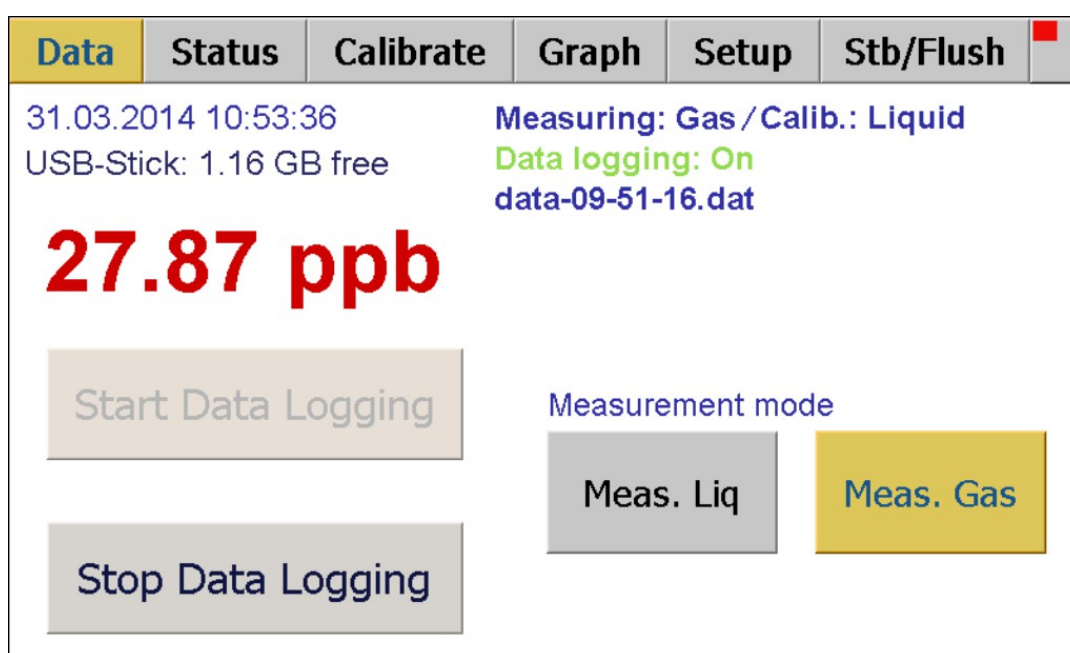 Data Status Calibrate Graph Setup Stb/Flush
31.03.2014 10:53:36
USB-Stick: 1.16 GB free
Measuring: Gas / Calib.: Liquid
Data logging: On
data-09-51-16.dat
27.87 ppb
Start Data Logging
Stop Data Logging
Measurement mode
Meas. Liq
Meas. Gas